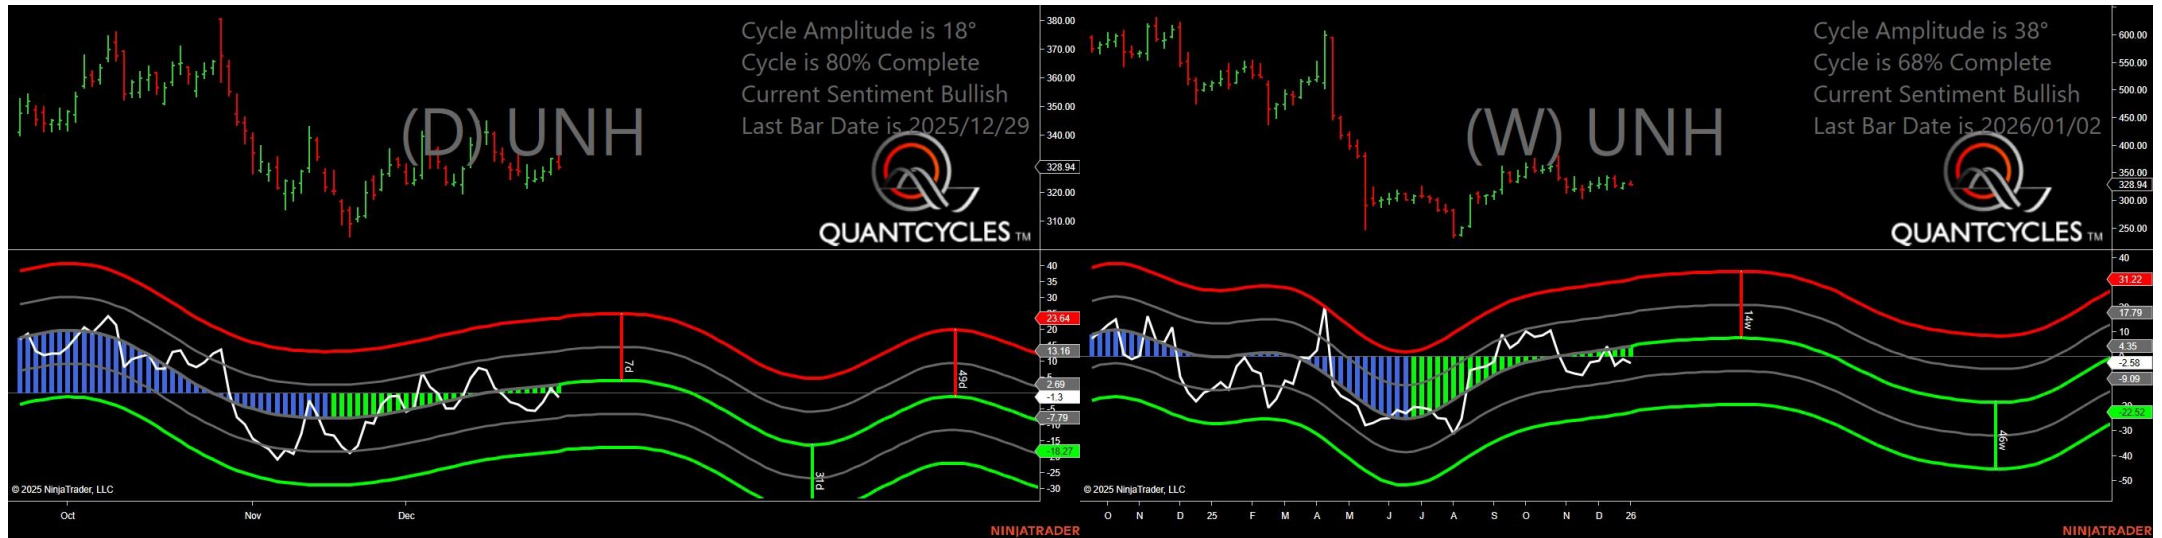 Cycle Amplitude is 18°
Cycle is 80% Complete
Current Sentiment Bullish
Last Bar Date is 2025/12/29
(D) UNH
QUANTCYCLES TM
380.00
370.00
360.00
350.00
340.00
328.94
320.00
310.00
40
35
30
23.64
20
13.16
10
5
2.69
-1.3
-5
-7.79
-10
-15
-18.27
-25
-30
7d
31d
49d
© 2025 NinjaTrader, LLC
Oct Nov Dec
NINJATRADER
Cycle Amplitude is 38°
Cycle is 68% Complete
Current Sentiment Bullish
Last Bar Date is 2026/01/02
(W) UNH
QUANTCYCLES TM
600.00
550.00
500.00
450.00
400.00
350.00
328.94
300.00
250.00
40
31.22
20
17.79
10
4.35
-2.58
-9.09
-22.52
-30
-40
-50
14w
46w
© 2025 NinjaTrader, LLC
O N D 25 F M A M J J A S O N D 26
NINJATRADER